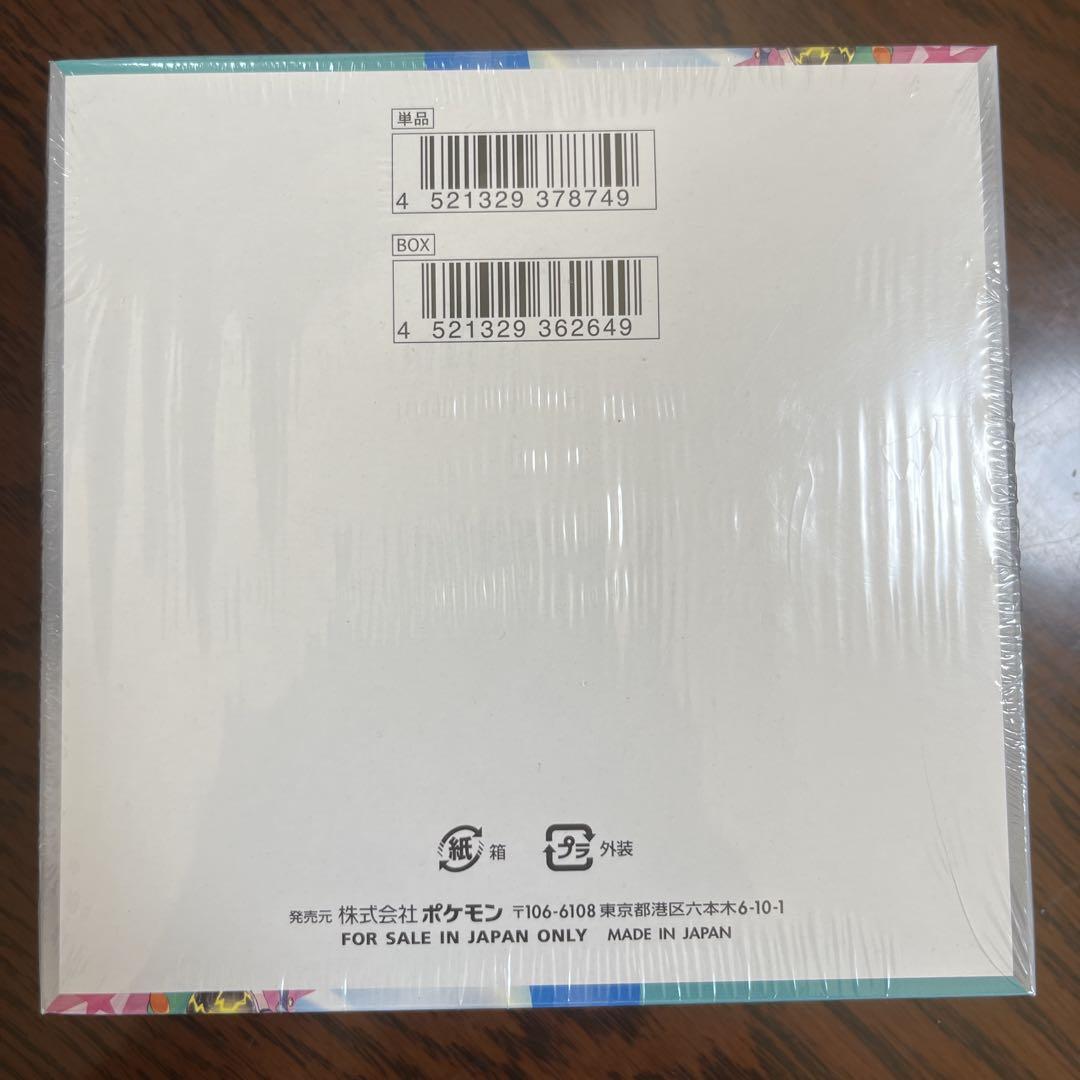 単品
4 521329 378749
BOX
4 521329 362649
紙 箱 プラ 外装
発売元 株式会社 ポケモン 〒106-6108 東京都港区六本木6-10-1
FOR SALE IN JAPAN ONLY MADE IN JAPAN